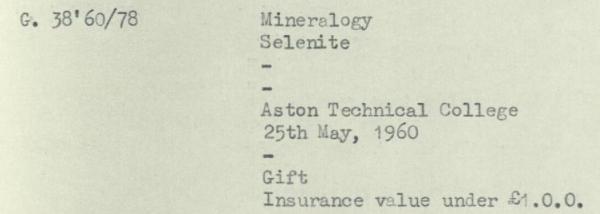 G. 38'60/78 Mineralogy
Selenite
-
-
Aston Technical College
25th May, 1960
-
Gift
Insurance value under £1.0.0.